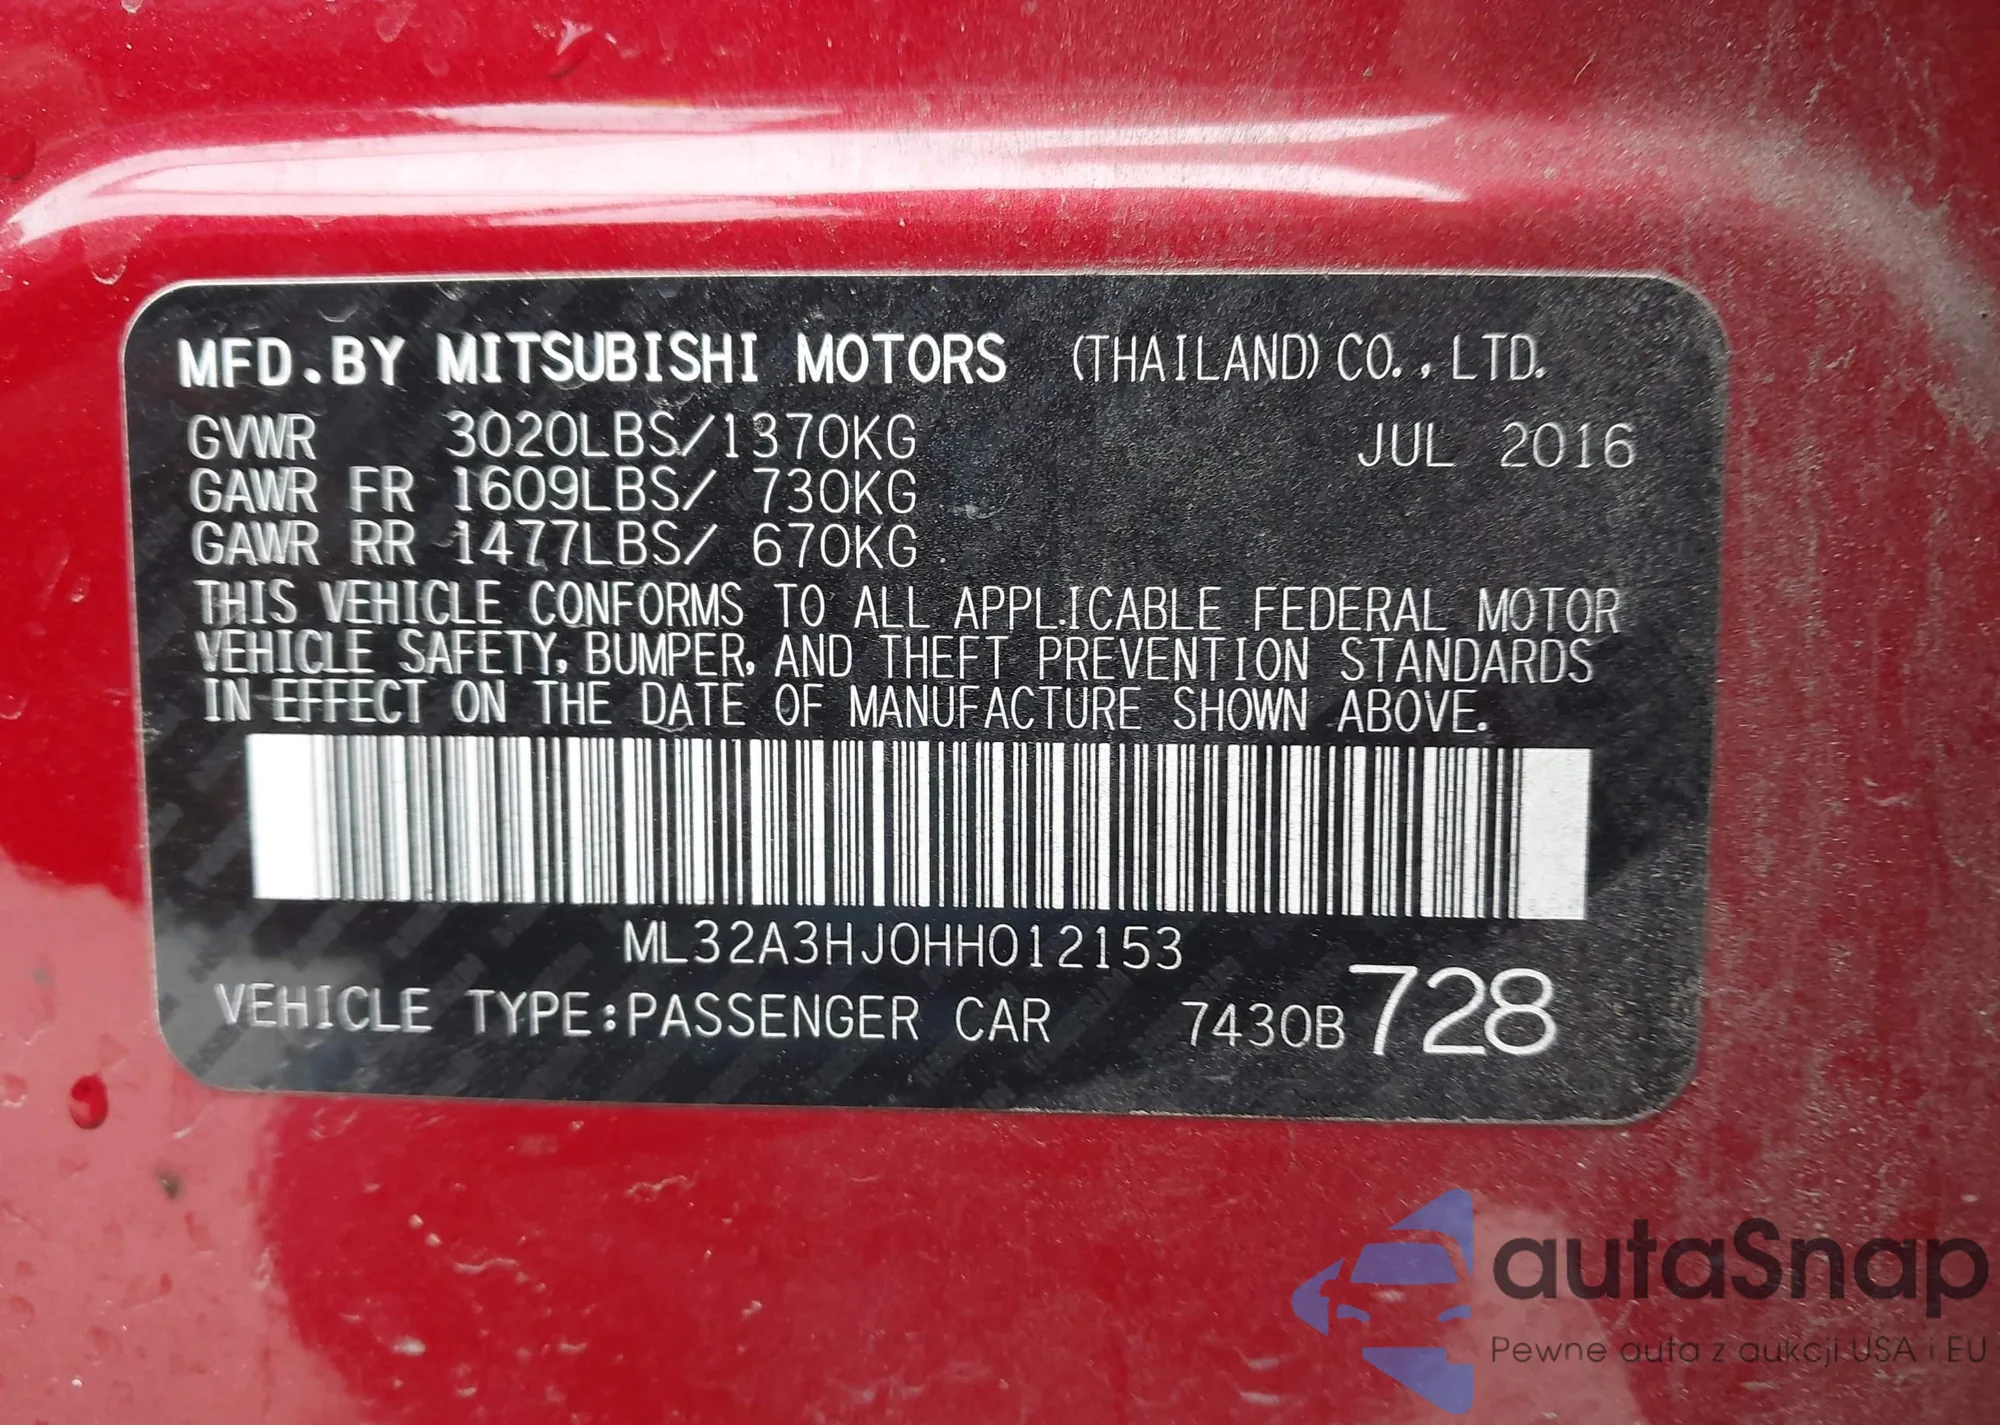 MFD.BY MITSUBISHI MOTORS (THAILAND) CO.,LTD.
GVWR 3020LBS/1370KG JUL 2016
GAWR FR 1609LBS/ 730KG
GAWR RR 1477LBS/ 670KG
THIS VEHICLE CONFORMS TO ALL APPLICABLE FEDERAL MOTOR
VEHICLE SAFETY, BUMPER, AND THEFT PREVENTION STANDARDS
IN EFFECT ON THE DATE OF MANUFACTURE SHOWN ABOVE.
ML32A3HJ0HH012153
VEHICLE TYPE:PASSENGER CAR 7430B728
autaSnap
Pewne auta z aukcji USA i EU